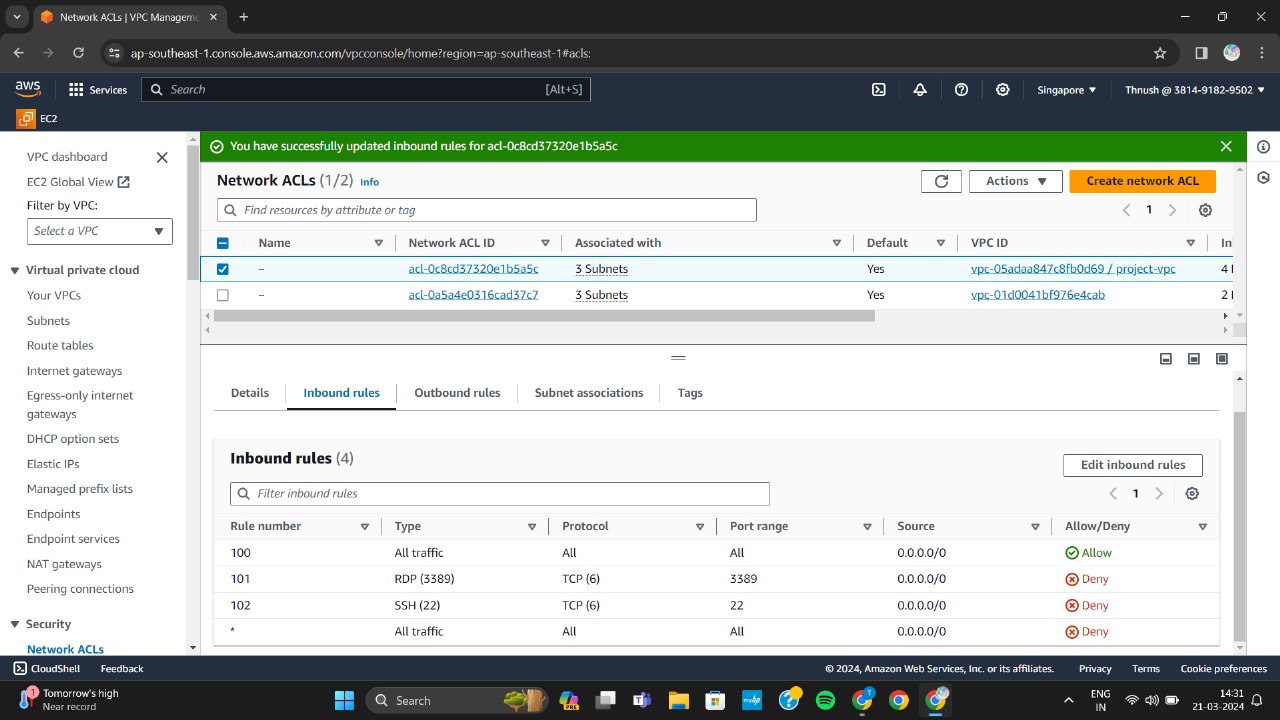 Network ACLs | VPC Managem
ap-southeast-1.console.aws.amazon.com/vpcconsole/home?region=ap-southeast-1#acls:
aws Services Search [Alt+S] Singapore Thnush @ 3814-9182-9502
EC2
VPC dashboard
EC2 Global View
Filter by VPC:
Select a VPC
Virtual private cloud
Your VPCs
Subnets
Route tables
Internet gateways
Egress-only internet
gateways
DHCP option sets
Elastic IPs
Managed prefix lists
Endpoints
Endpoint services
NAT gateways
Peering connections
Security
Network ACLs
You have successfully updated inbound rules for acl-0c8cd37320e1b5a5c
Network ACLs (1/2) Info Actions Create network ACL
Find resources by attribute or tag 1
Name Network ACL ID Associated with Default VPC ID In
– acl-0c8cd37320e1b5a5c 3 Subnets Yes vpc-05adaa847c8fb0d69 / project-vpc 4
– acl-0a5a4e0316cad37c7 3 Subnets Yes vpc-01d0041bf976e4cab 2
Details Inbound rules Outbound rules Subnet associations Tags
Inbound rules (4) Edit inbound rules
Filter inbound rules 1
Rule number Type Protocol Port range Source Allow/Deny
100 All traffic All All 0.0.0.0/0 Allow
101 RDP (3389) TCP (6) 3389 0.0.0.0/0 Deny
102 SSH (22) TCP (6) 22 0.0.0.0/0 Deny
* All traffic All All 0.0.0.0/0 Deny
CloudShell Feedback © 2024, Amazon Web Services, Inc. or its affiliates. Privacy Terms Cookie preferences
1 Tomorrow's high
Near record
Search
ENG
IN
14:31
21-03-2024